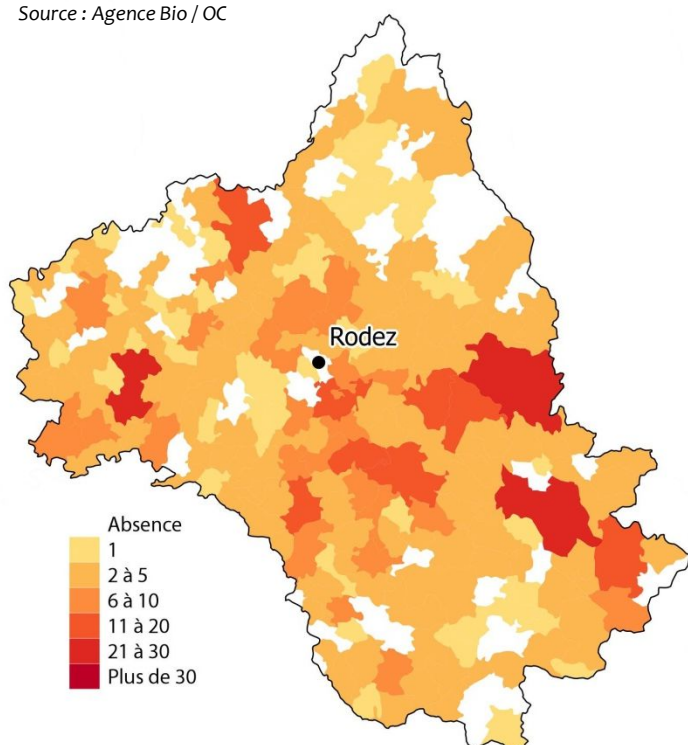 Source : Agence Bio / OC
Rodez
Absence
1
2 à 5
6 à 10
11 à 20
21 à 30
Plus de 30